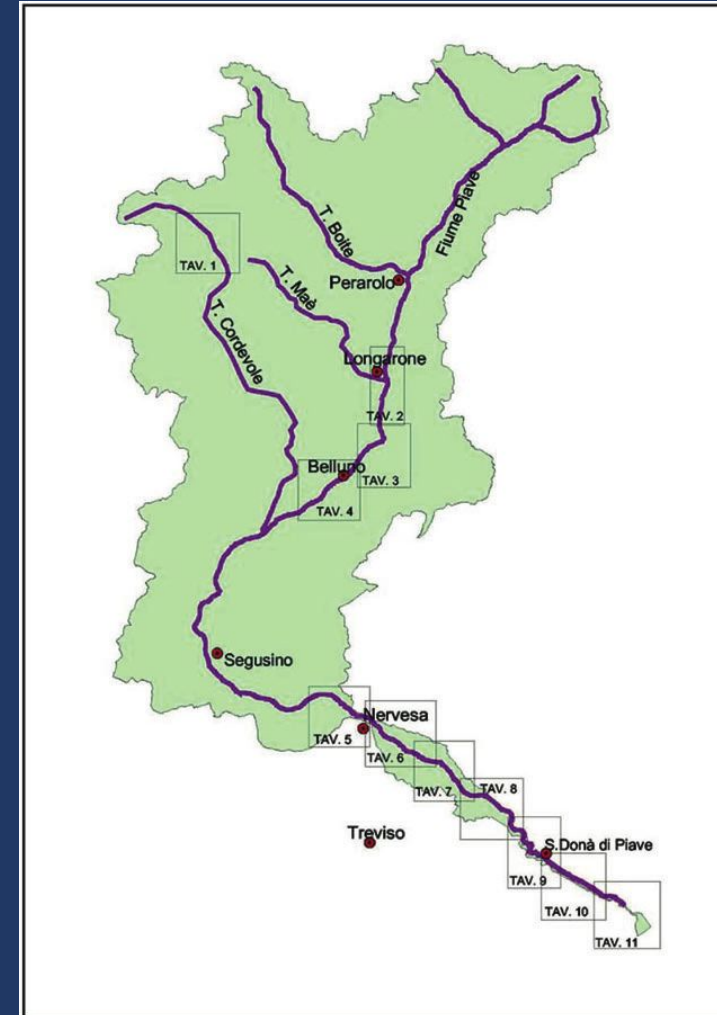 T. Boite
Fiume Piave
TAV. 1
T. Maè
Perarolo
T. Cordevole
Longarone
TAV. 2
Belluno
TAV. 3
TAV. 4
Segusino
Nervesa
TAV. 5
TAV. 6
TAV. 7
TAV. 8
Treviso
S.Donà di Piave
TAV. 9
TAV. 10
TAV. 11